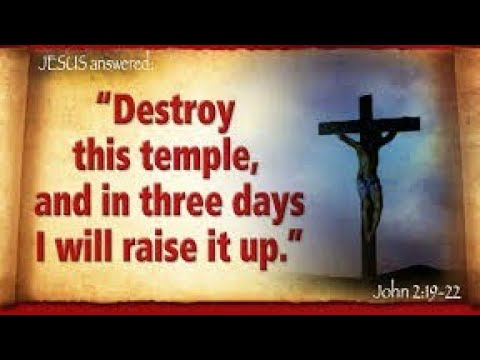 JESUS answered:
“Destroy
this temple,
and in three days
I will raise it up.”
John 2:19-22